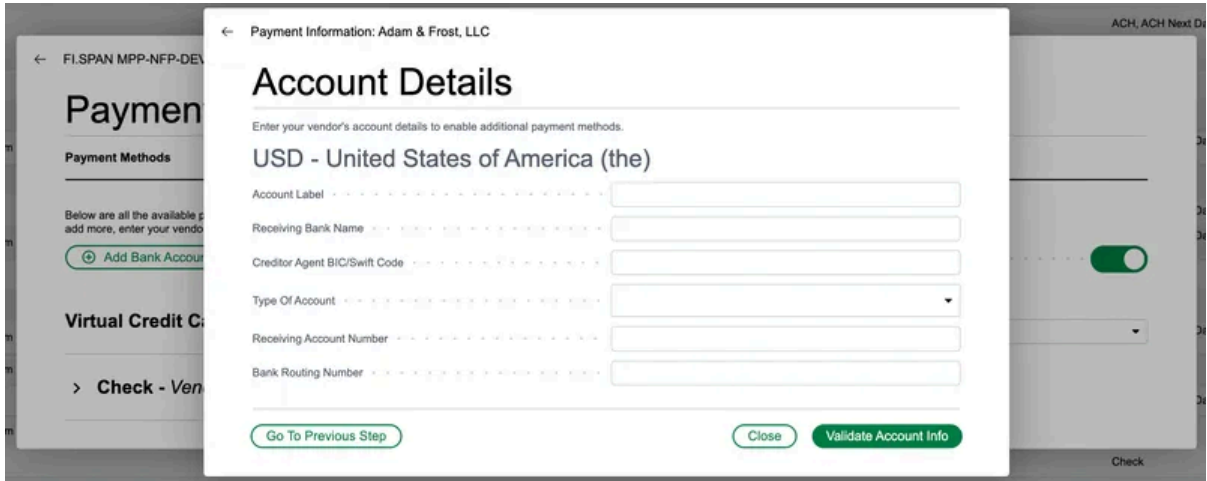 ACH, ACH Next Da
← Payment Information: Adam & Frost, LLC
← FI.SPAN MPP-NFP-DEV
Account Details
Paymen
Enter your vendor's account details to enable additional payment methods.
USD - United States of America (the)
Payment Methods
Account Label
Below are all the available p
add more, enter your vendo
Receiving Bank Name
Add Bank Accoun
Creditor Agent BIC/Swift Code
Type Of Account
Virtual Credit Ca
Receiving Account Number
Bank Routing Number
Check - Ven
Go To Previous Step
Close
Validate Account Info
Check